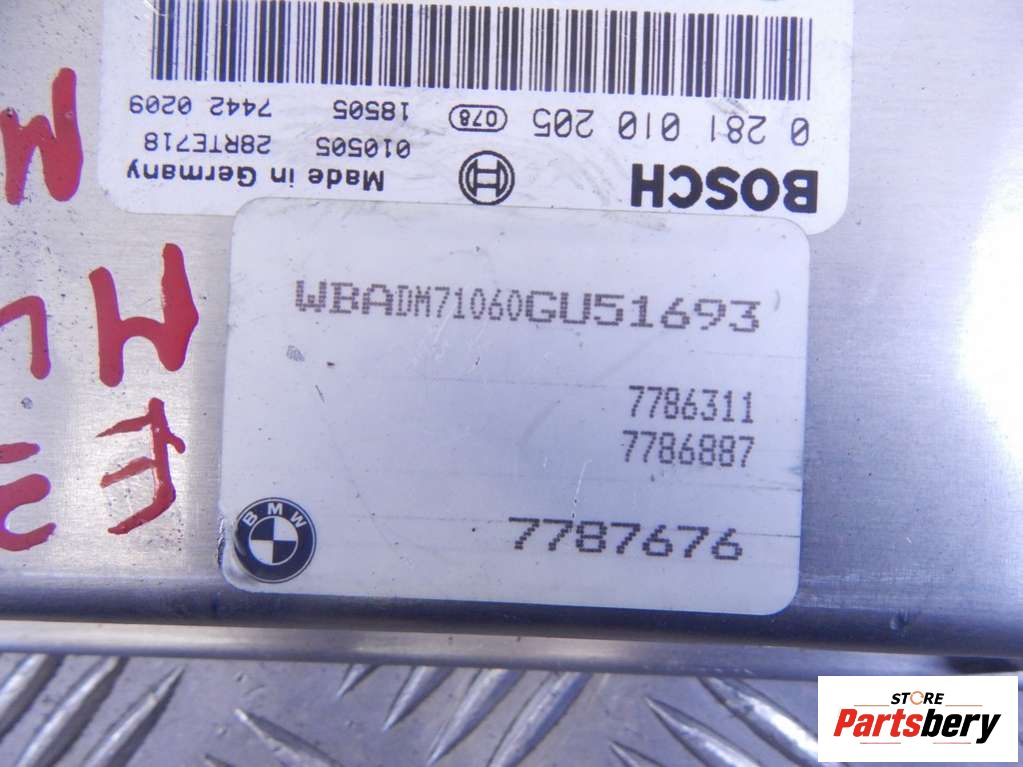 BOSCH
Made in Germany
0 281 010 205 078
010505 28RTE718
18505 7442 0209
WBADM71060GU51693
7786311
7786887
7787676
BMW
M
STORE
Partsbery